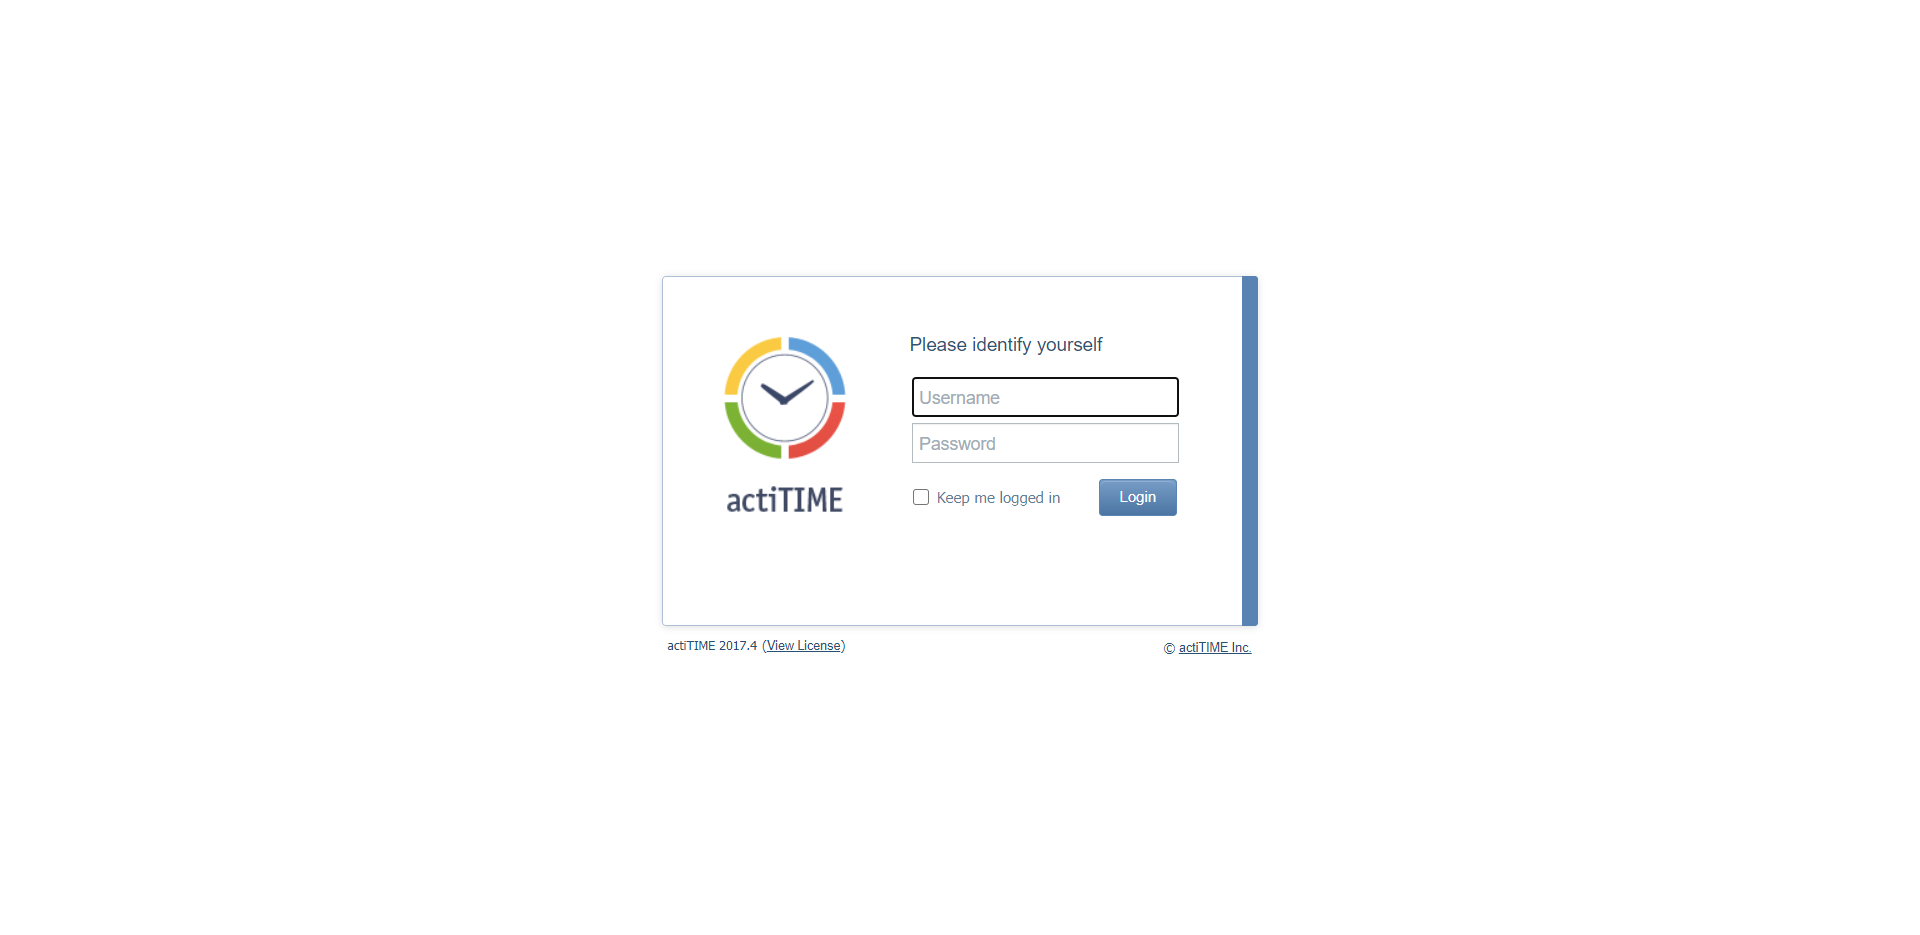 Please identify yourself
Username
Password
actiTIME
Keep me logged in
Login
actiTIME 2017.4 (View License)
© actiTIME Inc.